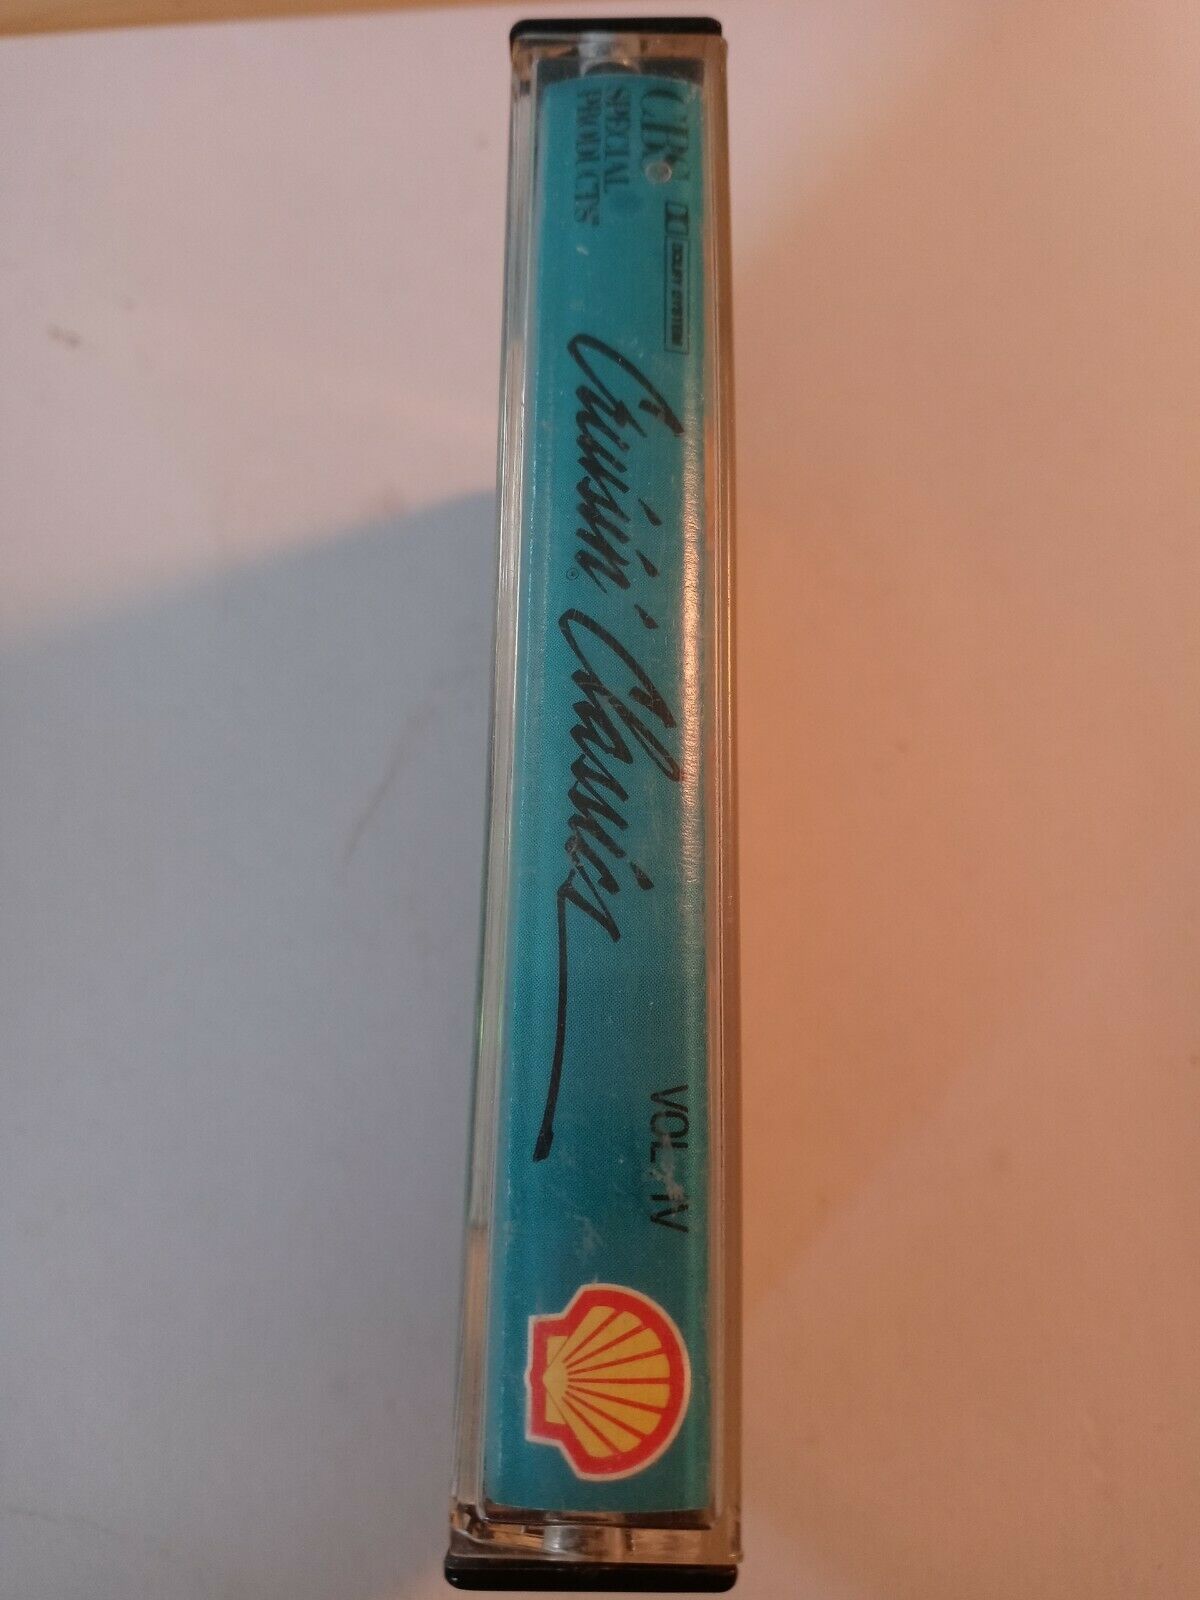 CBS
SPECIAL
PRODUCTS
DOLBY SYSTEM
Cruisin' Classics
®
VOL. IV